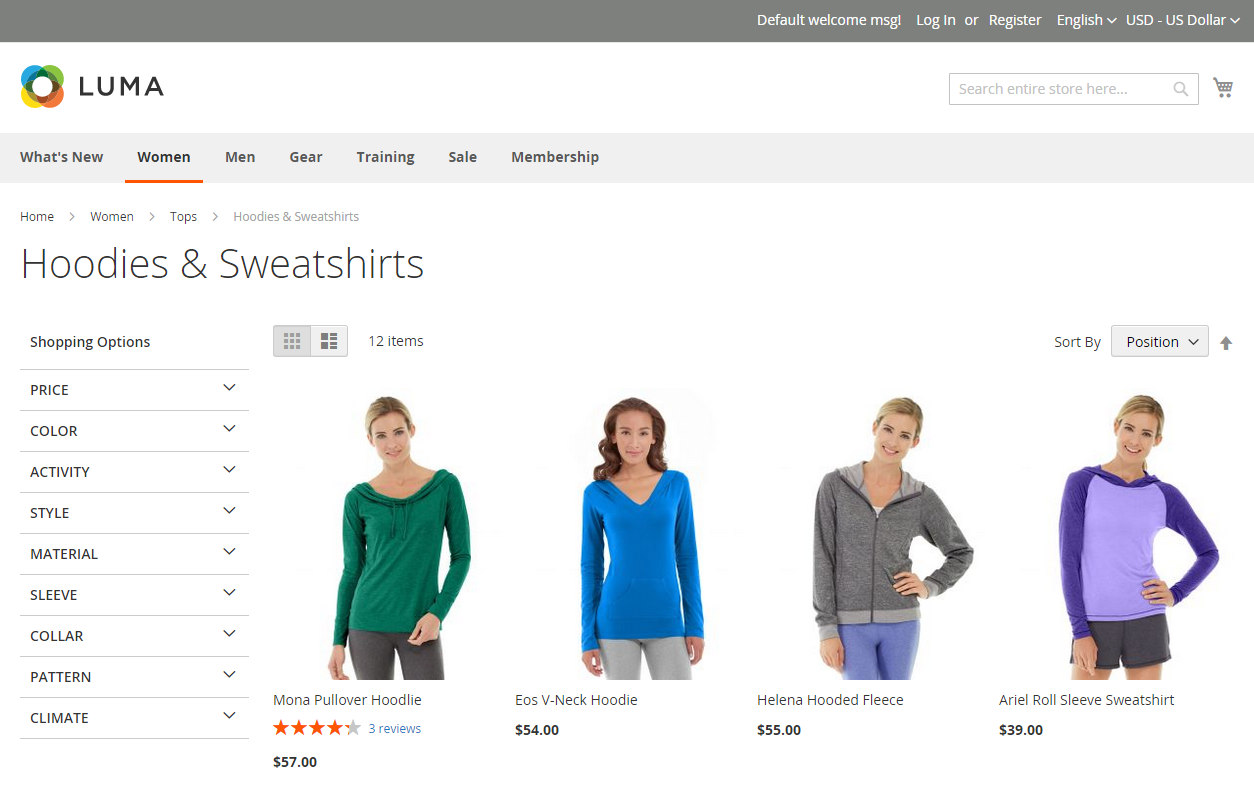 Default welcome msg! Log In or Register English USD - US Dollar
LUMA
Search entire store here...
What's New Women Men Gear Training Sale Membership
Home Women Tops Hoodies & Sweatshirts
Hoodies & Sweatshirts
Shopping Options
12 items
Sort By Position
PRICE
COLOR
ACTIVITY
STYLE
MATERIAL
SLEEVE
COLLAR
PATTERN
CLIMATE
Mona Pullover Hoodlie
3 reviews
$57.00
Eos V-Neck Hoodie
$54.00
Helena Hooded Fleece
$55.00
Ariel Roll Sleeve Sweatshirt
$39.00